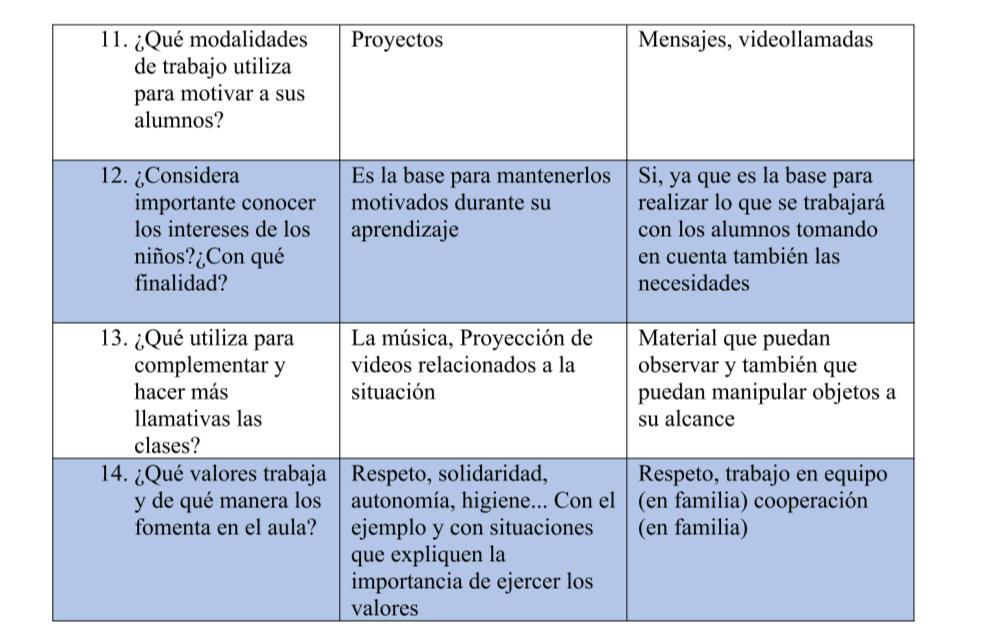 11. ¿Qué modalidades
de trabajo utiliza
para motivar a sus
alumnos?
Proyectos
Mensajes, videollamadas
12. ¿Considera
importante conocer
los intereses de los
niños?¿Con qué
finalidad?
Es la base para mantenerlos
motivados durante su
aprendizaje
Si, ya que es la base para
realizar lo que se trabajará
con los alumnos tomando
en cuenta también las
necesidades
13. ¿Qué utiliza para
complementar y
hacer más
llamativas las
clases?
La música, Proyección de
videos relacionados a la
situación
Material que puedan
observar y también que
puedan manipular objetos a
su alcance
14. ¿Qué valores trabaja
y de qué manera los
fomenta en el aula?
Respeto, solidaridad,
autonomía, higiene... Con el
ejemplo y con situaciones
que expliquen la
importancia de ejercer los
valores
Respeto, trabajo en equipo
(en familia) cooperación
(en familia)